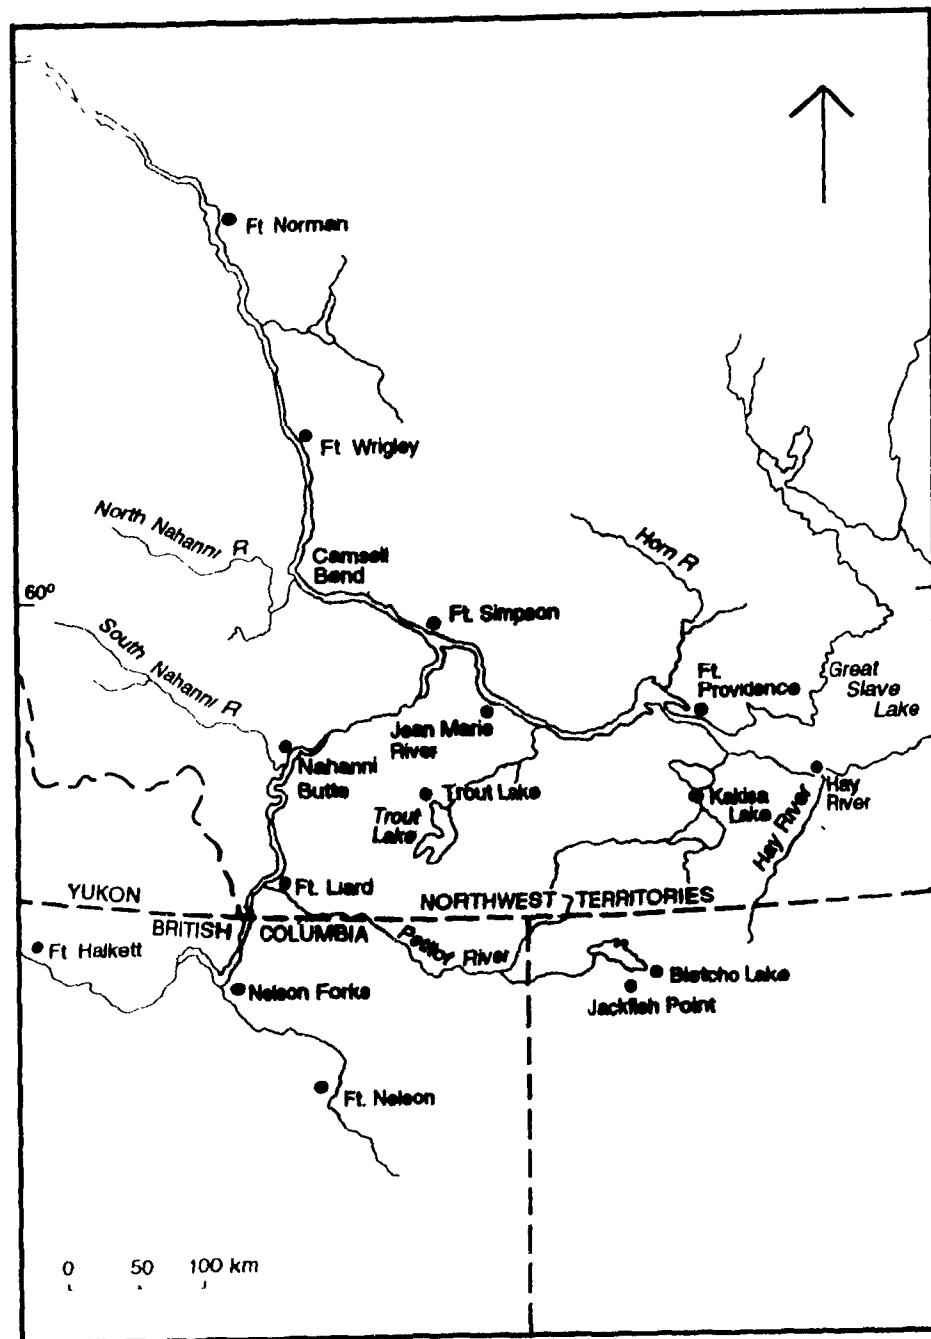 Ft Norman
Ft Wrigley
North Nahanni R
Camsell
Bend
Horn R
60º
Ft. Simpson
South Nahanni R
Ft.
Providence
Great
Slave
Lake
Jean Marie
River
Nahanni
Butte
Trout Lake
Trout
Lake
Kakisa
Lake
Hay
River
Hay River
Ft. Liard
YUKON
NORTHWEST TERRITORIES
BRITISH COLUMBIA
Petitor River
Ft Halkett
Bistcho Lake
Nelson Forks
Jackfish Point
Ft. Nelson
0 50 100 km